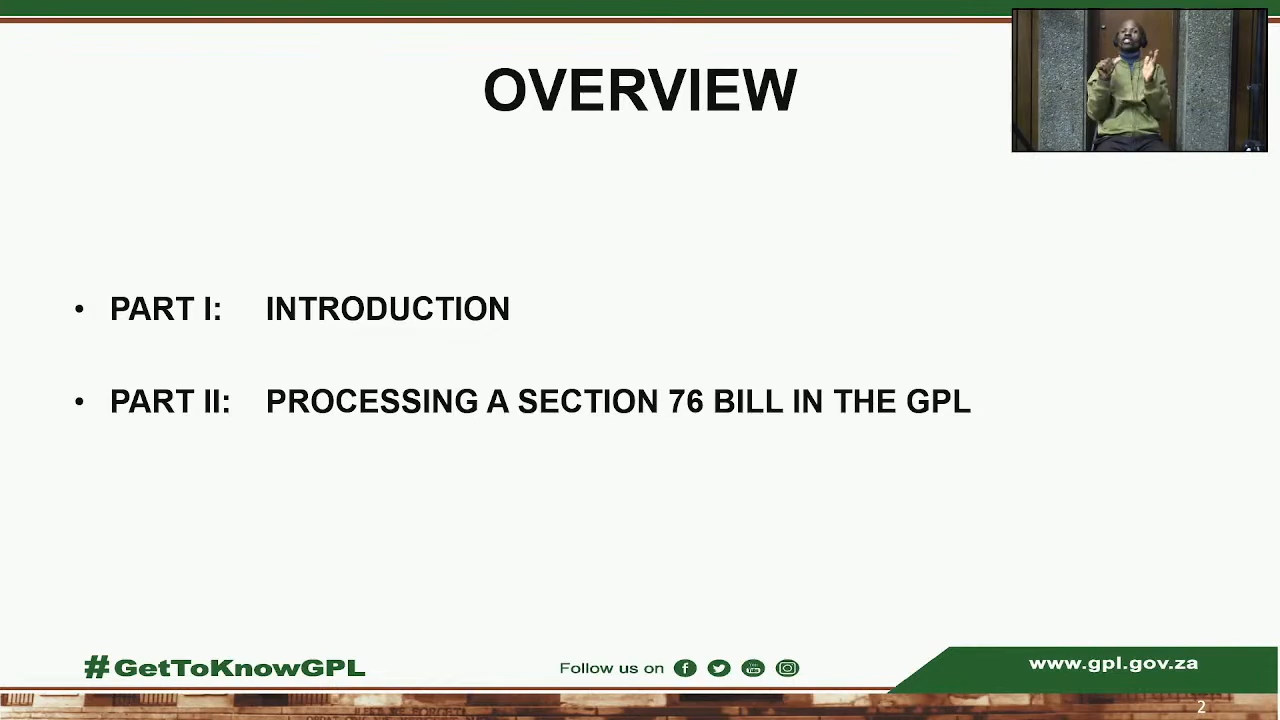 OVERVIEW
• PART I: INTRODUCTION
• PART II: PROCESSING A SECTION 76 BILL IN THE GPL
#GetToKnowGPL
Follow us on
www.gpl.gov.za
2